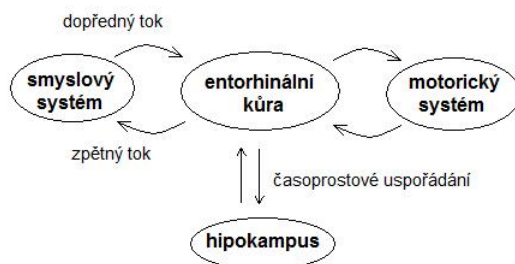 dopředný tok
smyslový
systém
entorhinální
kůra
motorický
systém
zpětný tok
časoprostové uspořádání
hipokampus